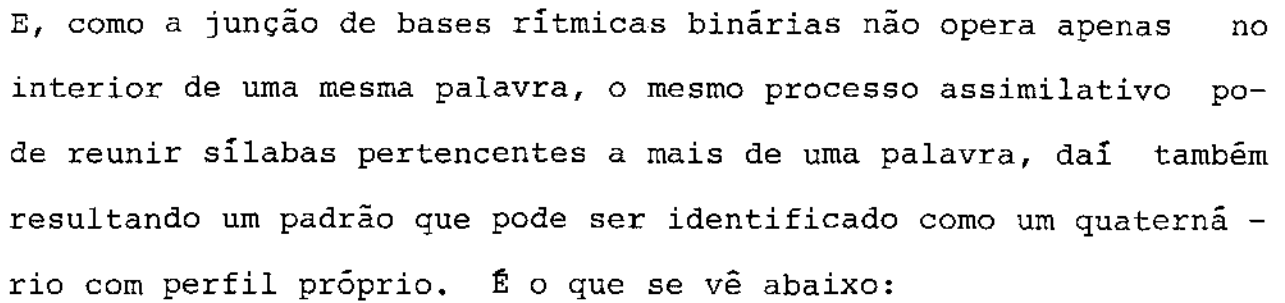 E, como a junção de bases rítmicas binárias não opera apenas no
interior de uma mesma palavra, o mesmo processo assimilativo po-
de reunir sílabas pertencentes a mais de uma palavra, daí também
resultando um padrão que pode ser identificado como um quaterná -
rio com perfil próprio. É o que se vê abaixo: